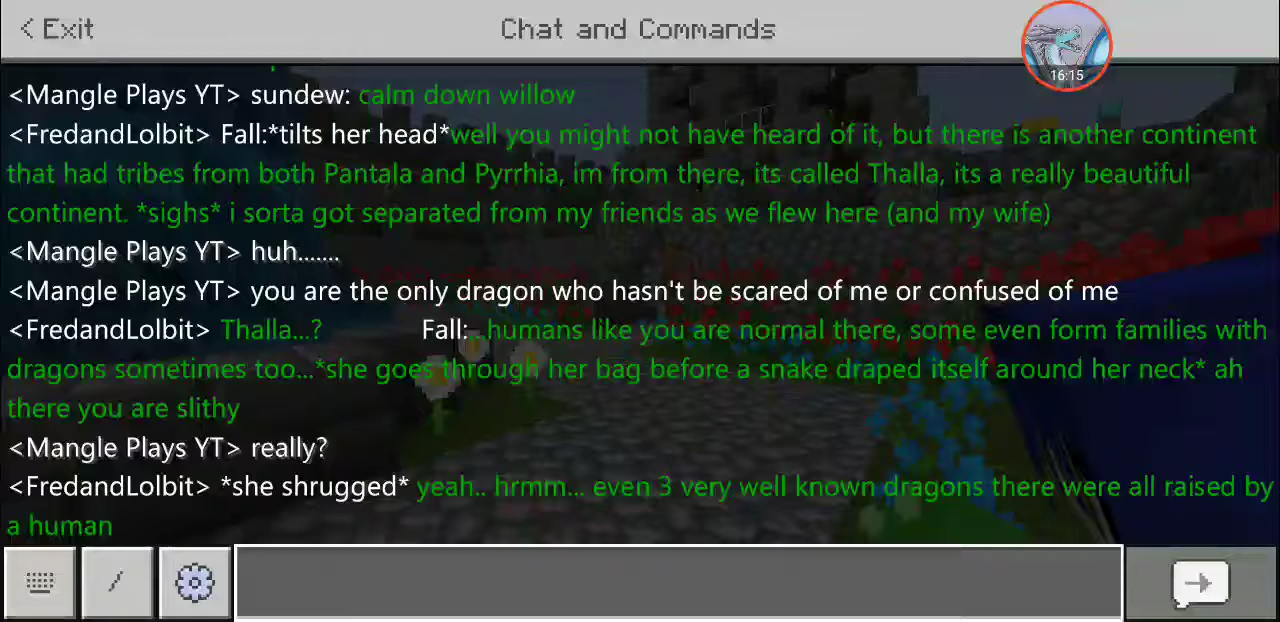 < Exit
Chat and Commands
16:15
<Mangle Plays YT> sundew: calm down willow
<FredandLolbit> Fall:*tilts her head*well you might not have heard of it, but there is another continent
that had tribes from both Pantala and Pyrrhia, im from there, its called Thalla, its a really beautiful
continent. *sighs* i sorta got separated from my friends as we flew here (and my wife)
<Mangle Plays YT> huh.......
<Mangle Plays YT> you are the only dragon who hasn't be scared of me or confused of me
<FredandLolbit> Thalla...? Fall:...humans like you are normal there, some even form families with
dragons sometimes too...*she goes through her bag before a snake draped itself around her neck* ah
there you are slithy
<Mangle Plays YT> really?
<FredandLolbit> *she shrugged* yeah.. hrmm... even 3 very well known dragons there were all raised by
a human
/